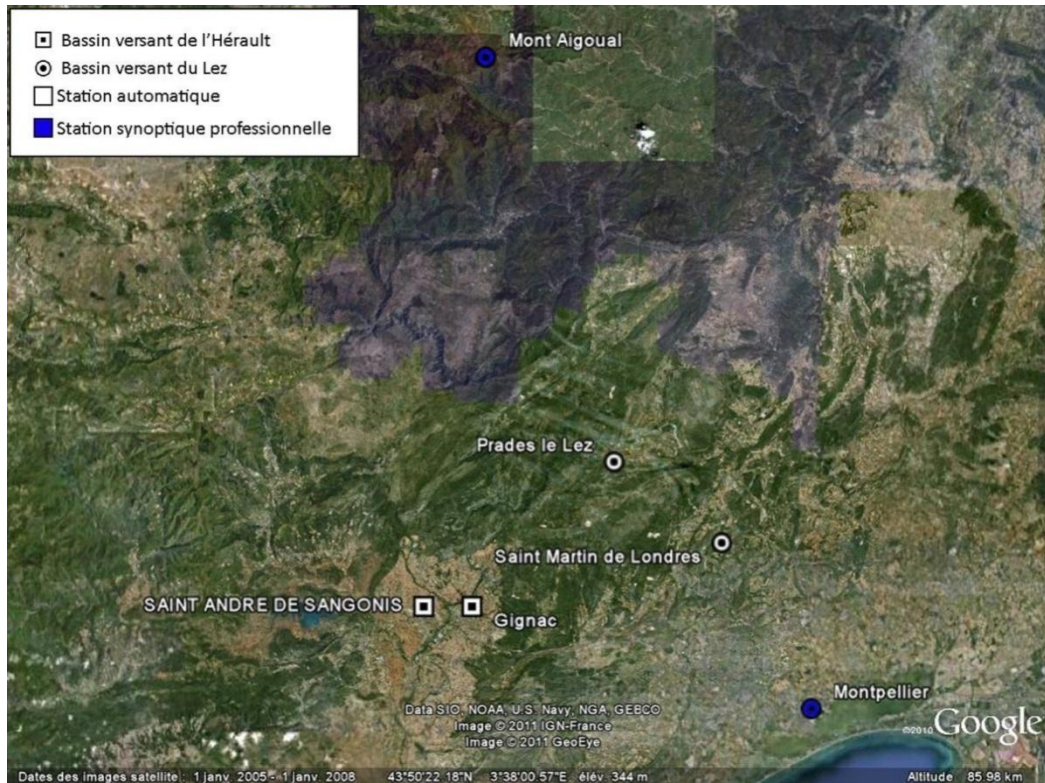 Bassin versant de l'Hérault
Bassin versant du Lez
Station automatique
Station synoptique professionnelle
Mont Aigoual
Prades le Lez
Saint Martin de Londres
SAINT ANDRE DE SANGONIS
Gignac
Montpellier
Data SIO, NOAA, U.S. Navy, NGA, GEBCO
Image © 2011 IGN-France
Image © 2011 GeoEye
©2010 Google
Dates des images satellite : 1 janv. 2005 - 1 janv. 2008 43°50'22.18"N 3°38'00.57"E élév. 344 m Altitude 85.98 km